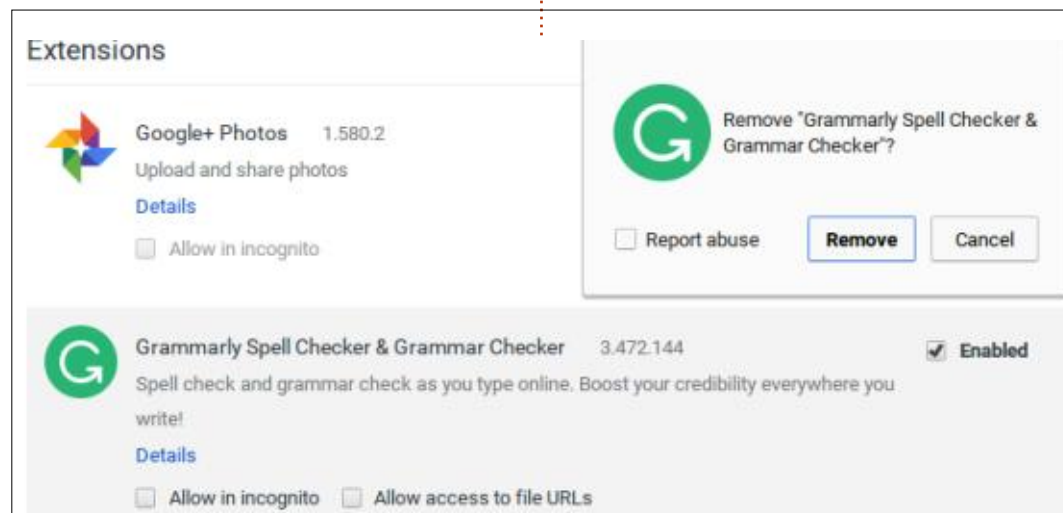 Extensions
Google+ Photos 1.580.2
Upload and share photos
Details
Allow in incognito
Remove "Grammarly Spell Checker &
Grammar Checker"?
Report abuse Remove Cancel
Grammarly Spell Checker & Grammar Checker 3.472.144 Enabled
Spell check and grammar check as you type online. Boost your credibility everywhere you
write!
Details
Allow in incognito Allow access to file URLs